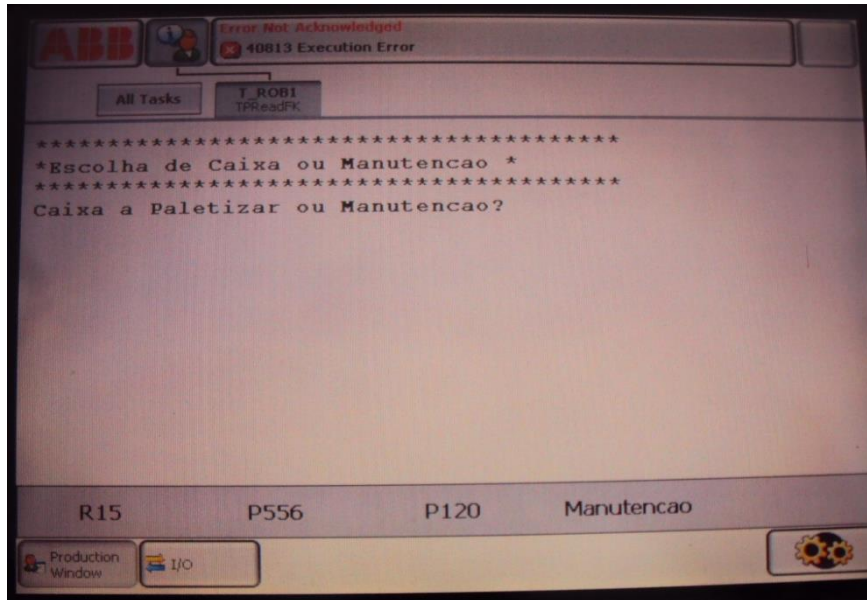 ABB
Error Not Acknowledged
40813 Execution Error
All Tasks
T_ROB1
TPReadFK
*****************************************
*Escolha de Caixa ou Manutencao *
*****************************************
Caixa a Paletizar ou Manutencao?
R15 P556 P120 Manutencao
Production
Window
I/O